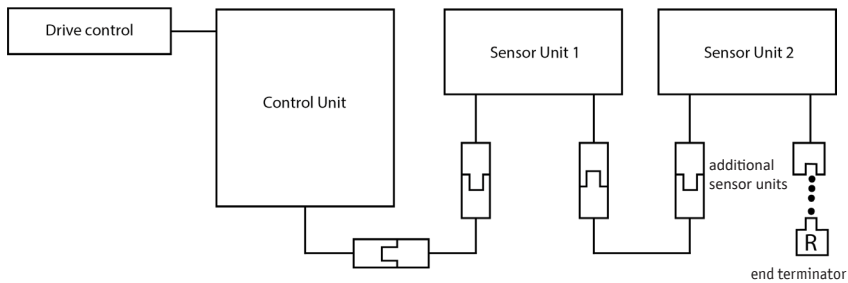 Drive control
Control Unit
Sensor Unit 1
Sensor Unit 2
additional
sensor units
R
end terminator